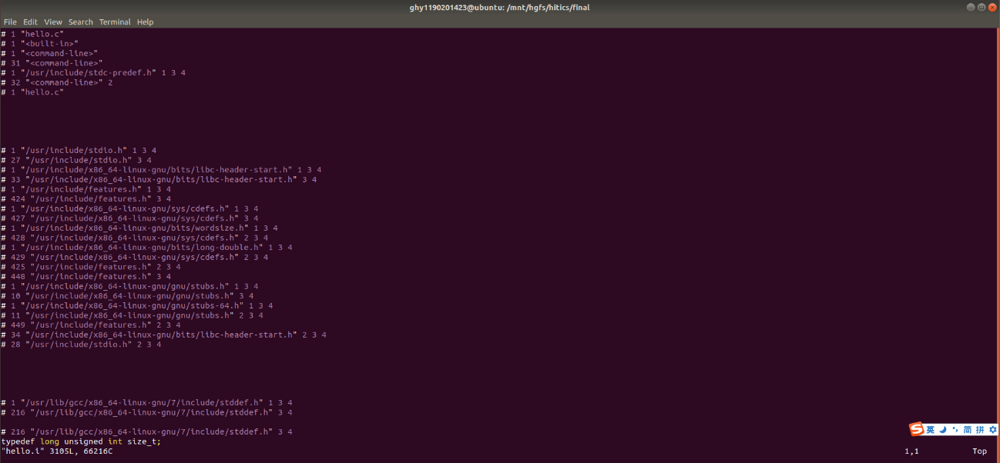 ghy1190201423@ubuntu: /mnt/hgfs/hitics/final
File Edit View Search Terminal Help
# 1 "hello.c"
# 1 "<built-in>"
# 1 "<command-line>"
# 31 "<command-line>"
# 1 "/usr/include/stdc-predef.h" 1 3 4
# 32 "<command-line>" 2
# 1 "hello.c"
# 1 "/usr/include/stdio.h" 1 3 4
# 27 "/usr/include/stdio.h" 3 4
# 1 "/usr/include/x86_64-linux-gnu/bits/libc-header-start.h" 1 3 4
# 33 "/usr/include/x86_64-linux-gnu/bits/libc-header-start.h" 3 4
# 1 "/usr/include/features.h" 1 3 4
# 424 "/usr/include/features.h" 3 4
# 1 "/usr/include/x86_64-linux-gnu/sys/cdefs.h" 1 3 4
# 427 "/usr/include/x86_64-linux-gnu/sys/cdefs.h" 3 4
# 1 "/usr/include/x86_64-linux-gnu/bits/wordsize.h" 1 3 4
# 428 "/usr/include/x86_64-linux-gnu/sys/cdefs.h" 2 3 4
# 1 "/usr/include/x86_64-linux-gnu/bits/long-double.h" 1 3 4
# 429 "/usr/include/x86_64-linux-gnu/sys/cdefs.h" 2 3 4
# 425 "/usr/include/features.h" 2 3 4
# 448 "/usr/include/features.h" 3 4
# 1 "/usr/include/x86_64-linux-gnu/gnu/stubs.h" 1 3 4
# 10 "/usr/include/x86_64-linux-gnu/gnu/stubs.h" 3 4
# 1 "/usr/include/x86_64-linux-gnu/gnu/stubs-64.h" 1 3 4
# 11 "/usr/include/x86_64-linux-gnu/gnu/stubs.h" 2 3 4
# 449 "/usr/include/features.h" 2 3 4
# 34 "/usr/include/x86_64-linux-gnu/bits/libc-header-start.h" 2 3 4
# 28 "/usr/include/stdio.h" 2 3 4
# 1 "/usr/lib/gcc/x86_64-linux-gnu/7/include/stddef.h" 1 3 4
# 216 "/usr/lib/gcc/x86_64-linux-gnu/7/include/stddef.h" 3 4
S 英 简 拼
# 216 "/usr/lib/gcc/x86_64-linux-gnu/7/include/stddef.h" 3 4
typedef long unsigned int size_t;
"hello.i" 3105L, 66216C 1,1 Top